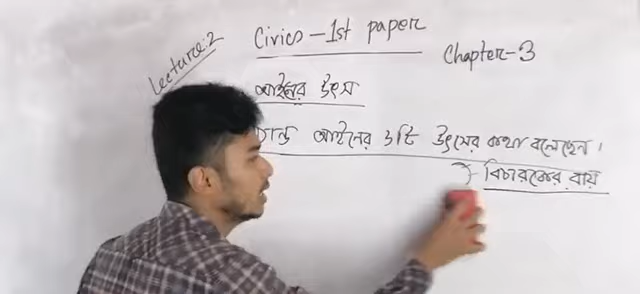 Lecture:2
Civics - 1st paper
Chapter-3
আইনের উৎস
আইনের ৬টি উৎসের কথা বলেছেন।
বিচারকের রায়